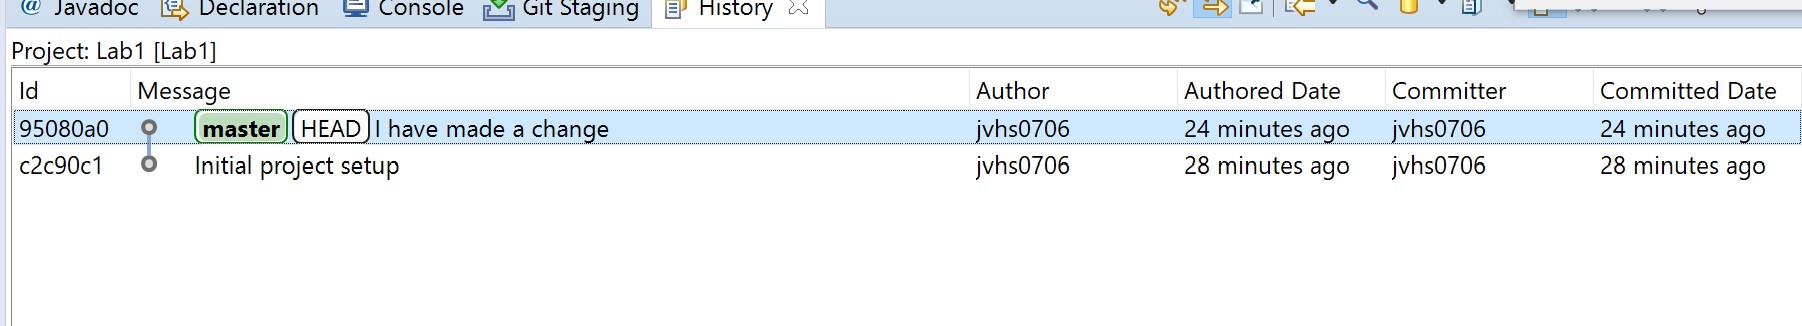 @ Javadoc Declaration Console Git Staging History
Project: Lab1 [Lab1]
Id Message Author Authored Date Committer Committed Date
95080a0 master HEAD I have made a change jvhs0706 24 minutes ago jvhs0706 24 minutes ago
c2c90c1 Initial project setup jvhs0706 28 minutes ago jvhs0706 28 minutes ago